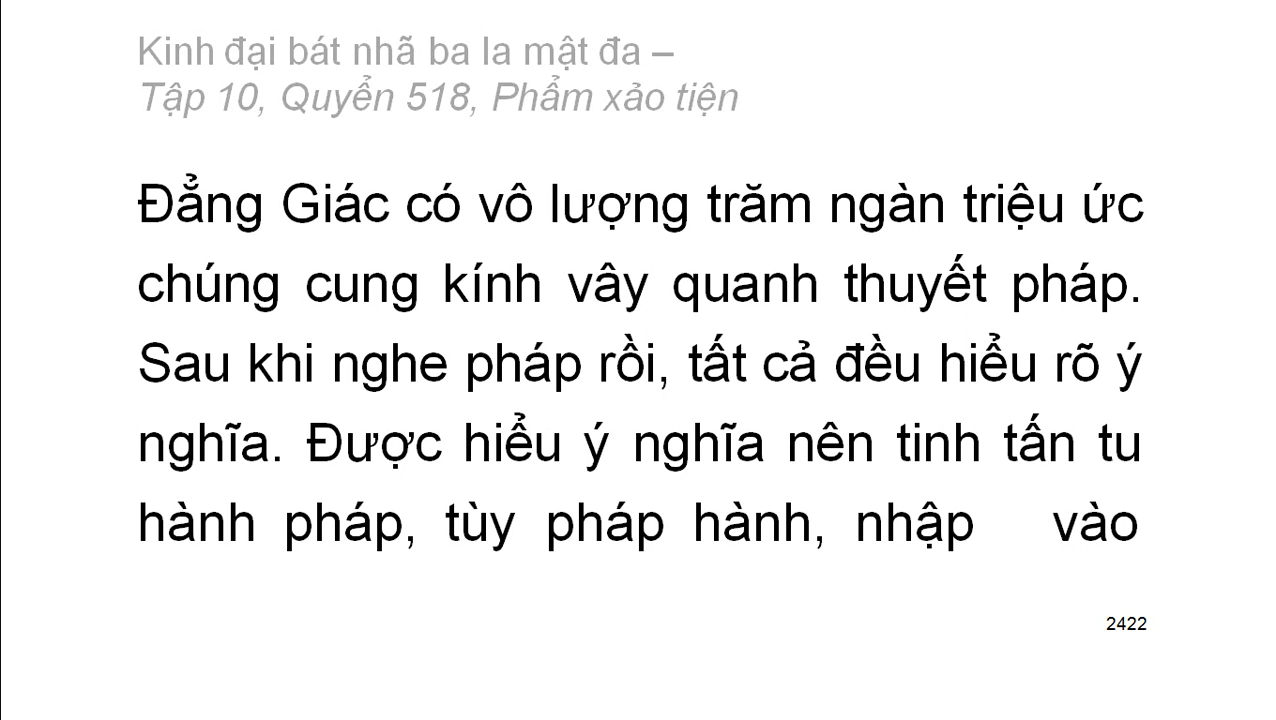 Kinh đại bát nhã ba la mật đa –
Tập 10, Quyển 518, Phẩm xảo tiện
Đẳng Giác có vô lượng trăm ngàn triệu ức
chúng cung kính vây quanh thuyết pháp.
Sau khi nghe pháp rồi, tất cả đều hiểu rõ ý
nghĩa. Được hiểu ý nghĩa nên tinh tấn tu
hành pháp, tùy pháp hành, nhập vào
2422